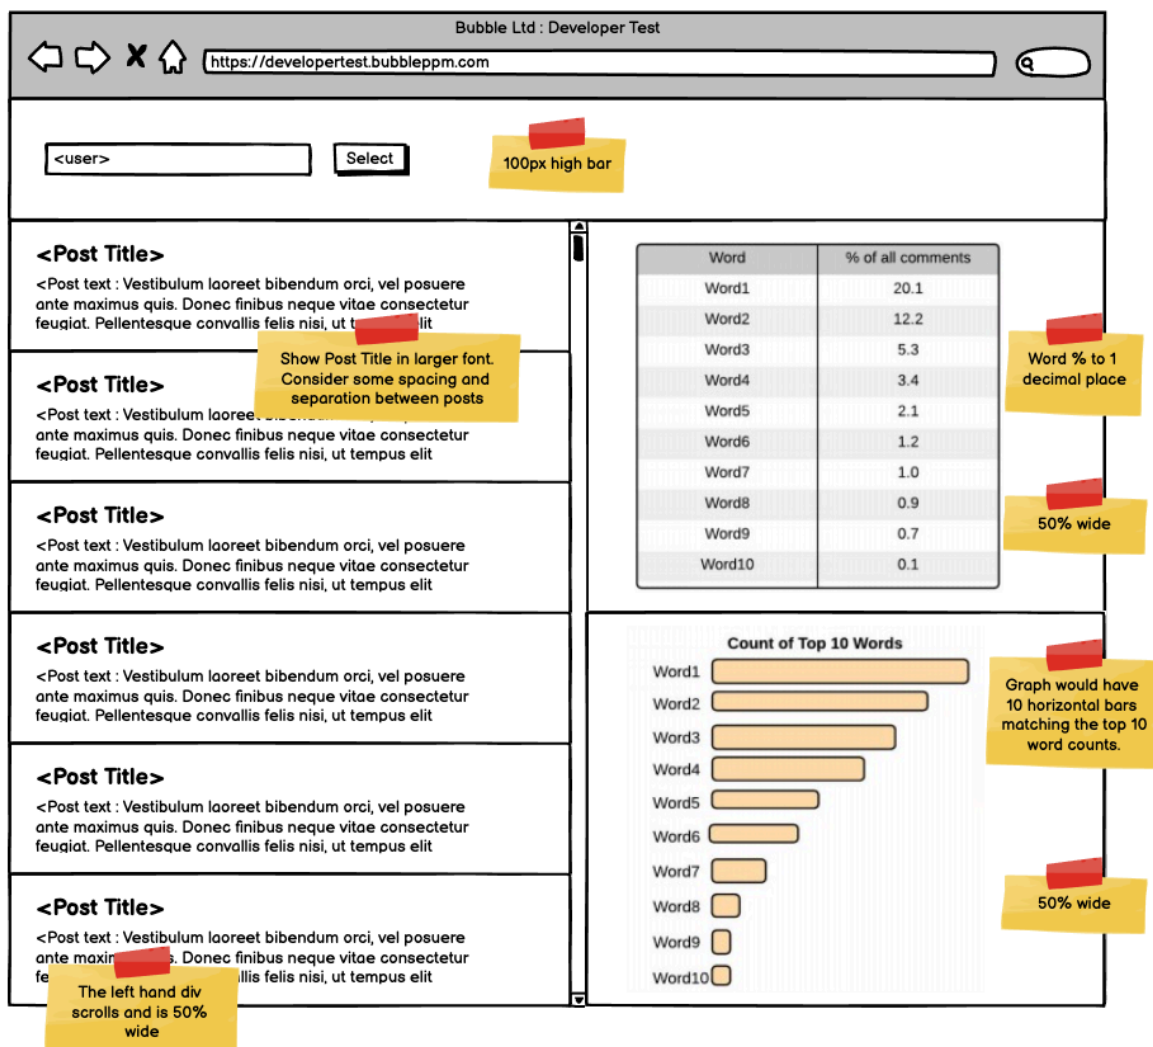 Bubble Ltd : Developer Test
https://developertest.bubbleppm.com
<user>
Select
100px high bar
<Post Title>
<Post text : Vestibulum laoreet bibendum orci, vel posuere
ante maximus quis. Donec finibus neque vitae consectetur
feugiat. Pellentesque convallis felis nisi, ut elit
Show Post Title in larger font.
Consider some spacing and
separation between posts
<Post Title>
<Post text : Vestibulum laoreet
ante maximus quis. Donec finibus neque vitae consectetur
feugiat. Pellentesque convallis felis nisi, ut tempus elit
<Post Title>
<Post text : Vestibulum laoreet bibendum orci, vel posuere
ante maximus quis. Donec finibus neque vitae consectetur
feugiat. Pellentesque convallis felis nisi, ut tempus elit
<Post Title>
<Post text : Vestibulum laoreet bibendum orci, vel posuere
ante maximus quis. Donec finibus neque vitae consectetur
feugiat. Pellentesque convallis felis nisi, ut tempus elit
<Post Title>
<Post text : Vestibulum laoreet bibendum orci, vel posuere
ante maximus quis. Donec finibus neque vitae consectetur
feugiat. Pellentesque convallis felis nisi, ut tempus elit
<Post Title>
<Post text : Vestibulum laoreet bibendum orci, vel posuere
ante Donec finibus neque vitae consectetur
felis nisi, ut tempus elit
The left hand div
scrolls and is 50%
wide
Word % of all comments
Word1 20.1
Word2 12.2
Word3 5.3
Word4 3.4
Word5 2.1
Word6 1.2
Word7 1.0
Word8 0.9
Word9 0.7
Word10 0.1
Word % to 1
decimal place
50% wide
Count of Top 10 Words
Word1
Word2
Word3
Word4
Word5
Word6
Word7
Word8
Word9
Word10
Graph would have
10 horizontal bars
matching the top 10
word counts.
50% wide